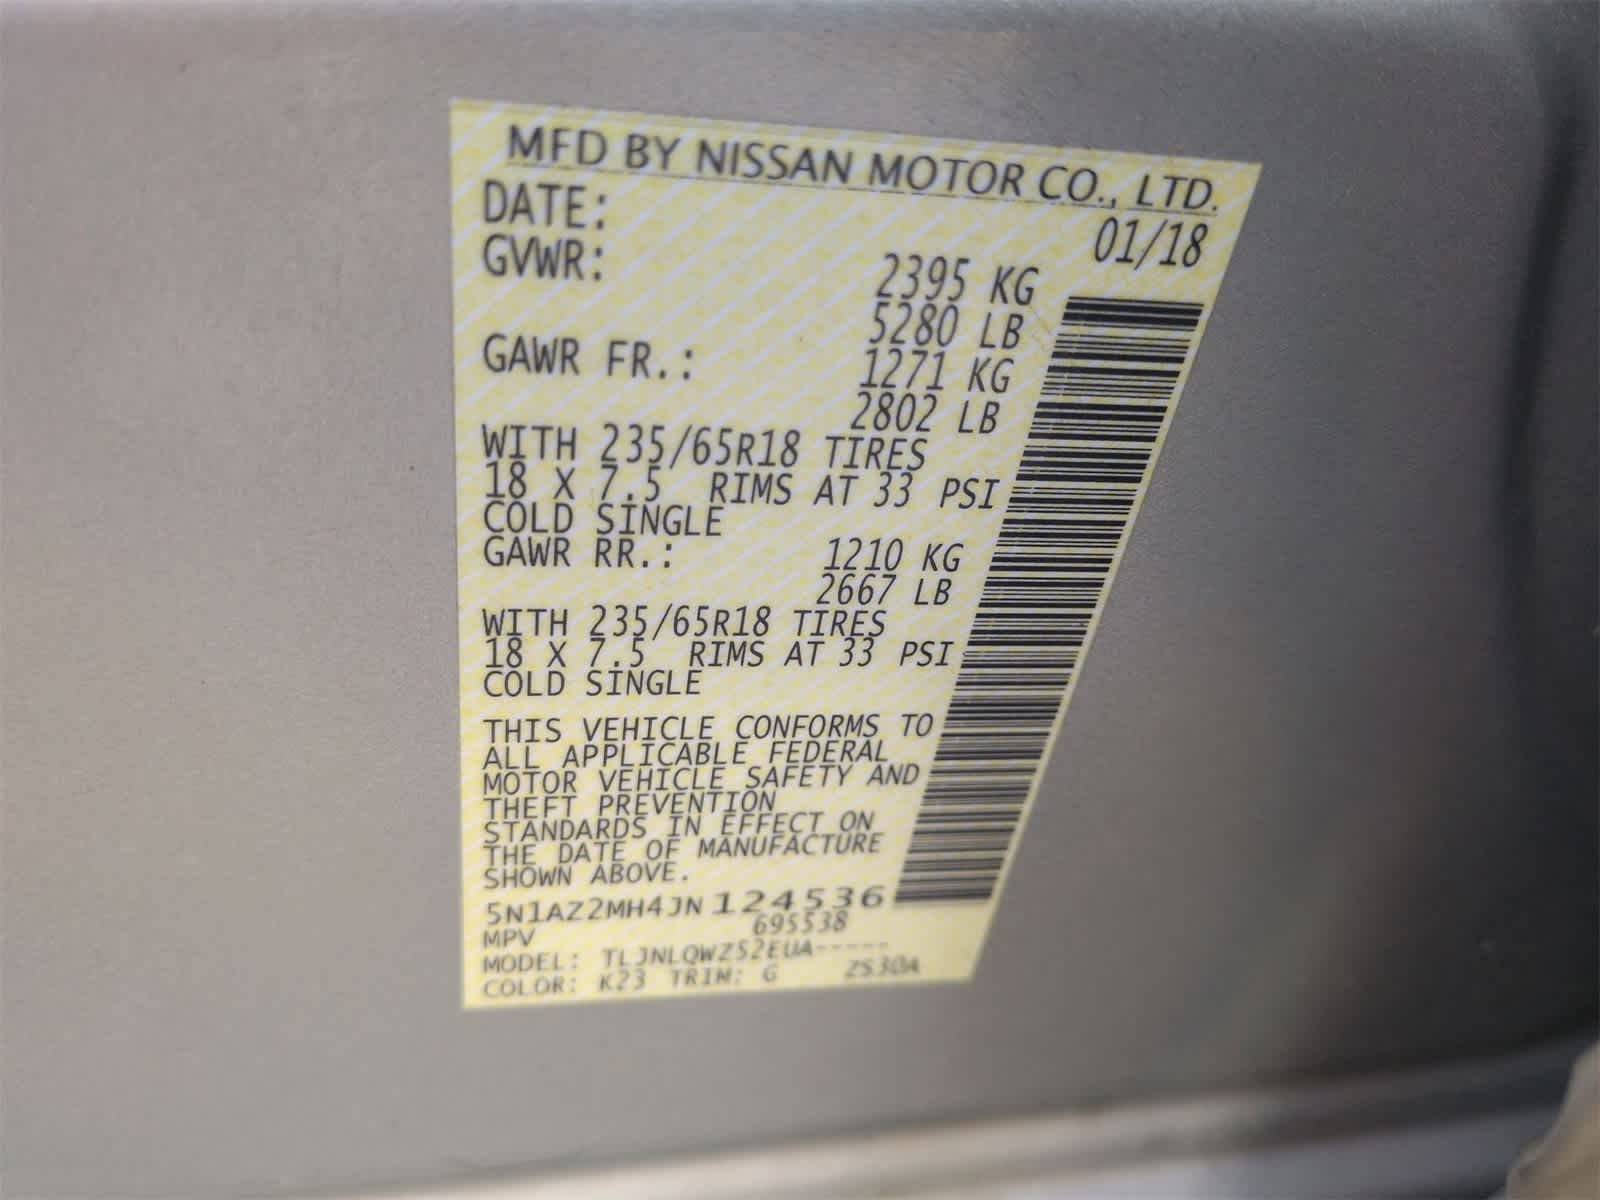 MFD BY NISSAN MOTOR CO., LTD.
DATE: 01/18
GVWR: 2395 KG
5280 LB
GAWR FR.: 1271 KG
2802 LB
WITH 235/65R18 TIRES
18 X 7.5 RIMS AT 33 PSI
COLD SINGLE
GAWR RR.: 1210 KG
2667 LB
WITH 235/65R18 TIRES
18 X 7.5 RIMS AT 33 PSI
COLD SINGLE
THIS VEHICLE CONFORMS TO
ALL APPLICABLE FEDERAL
MOTOR VEHICLE SAFETY AND
THEFT PREVENTION
STANDARDS IN EFFECT ON
THE DATE OF MANUFACTURE
SHOWN ABOVE.
5N1AZ2MH4JN124536
MPV 695538
MODEL: TLJNLQWZ52EUA-----
COLOR: K23 TRIM: G ZS30A